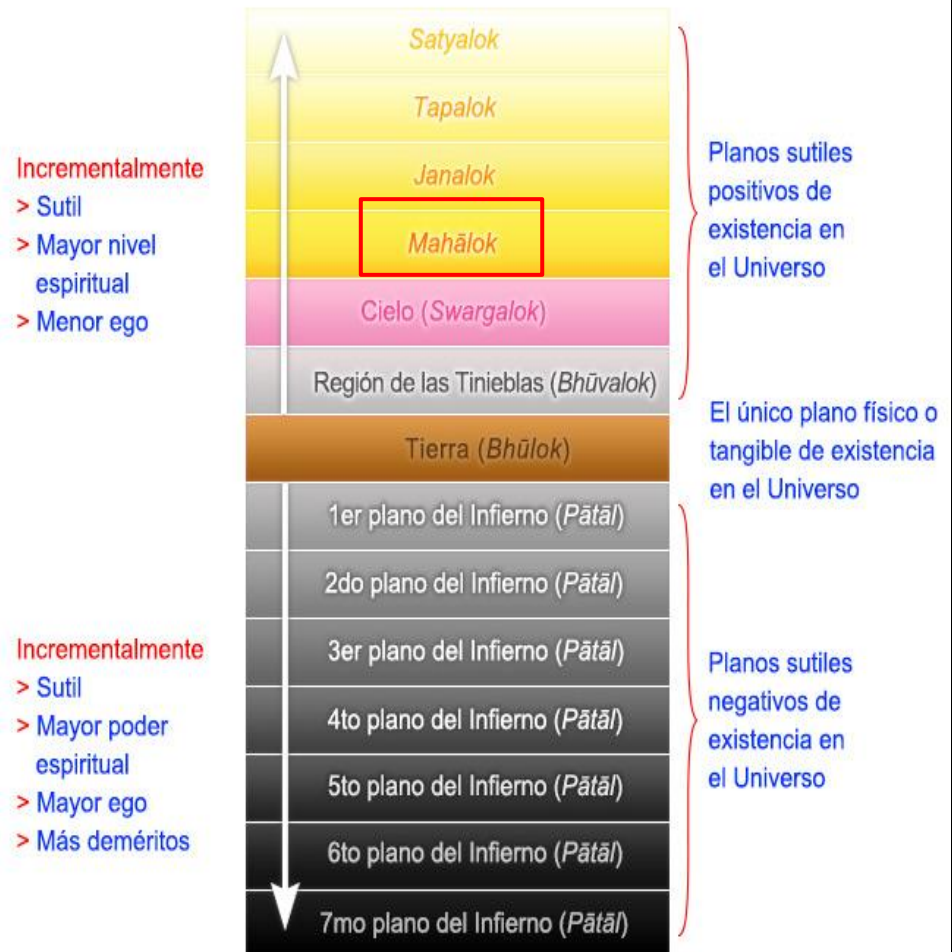 Satyalok
Tapalok
Janalok
Mahālok
Cielo (Swargalok)
Región de las Tinieblas (Bhūvalok)
Tierra (Bhūlok)
1er plano del Infierno (Pātāl)
2do plano del Infierno (Pātāl)
3er plano del Infierno (Pātāl)
4to plano del Infierno (Pātāl)
5to plano del Infierno (Pātāl)
6to plano del Infierno (Pātāl)
7mo plano del Infierno (Pātāl)
Incrementalmente
> Sutil
> Mayor nivel
espiritual
> Menor ego
Incrementalmente
> Sutil
> Mayor poder
espiritual
> Mayor ego
> Más deméritos
Planos sutiles
positivos de
existencia en
el Universo
El único plano físico o
tangible de existencia
en el Universo
Planos sutiles
negativos de
existencia en
el Universo